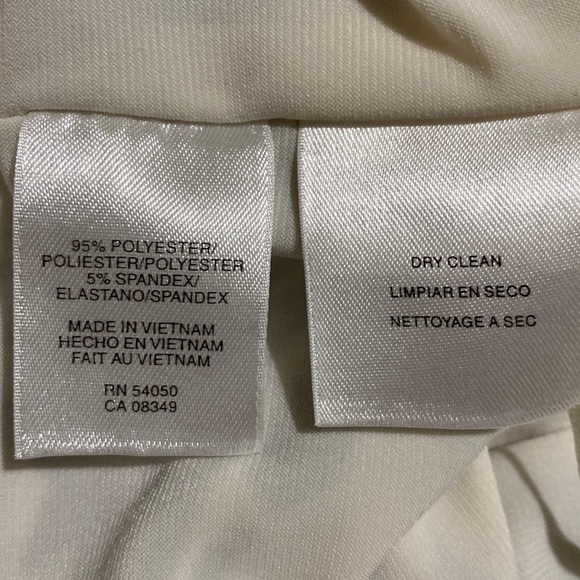 95% POLYESTER/
POLIESTER/POLYESTER
5% SPANDEX/
ELASTANO/SPANDEX
MADE IN VIETNAM
HECHO EN VIETNAM
FAIT AU VIETNAM
RN 54050
CA 08349
DRY CLEAN
LIMPIAR EN SECO
NETTOYAGE A SEC